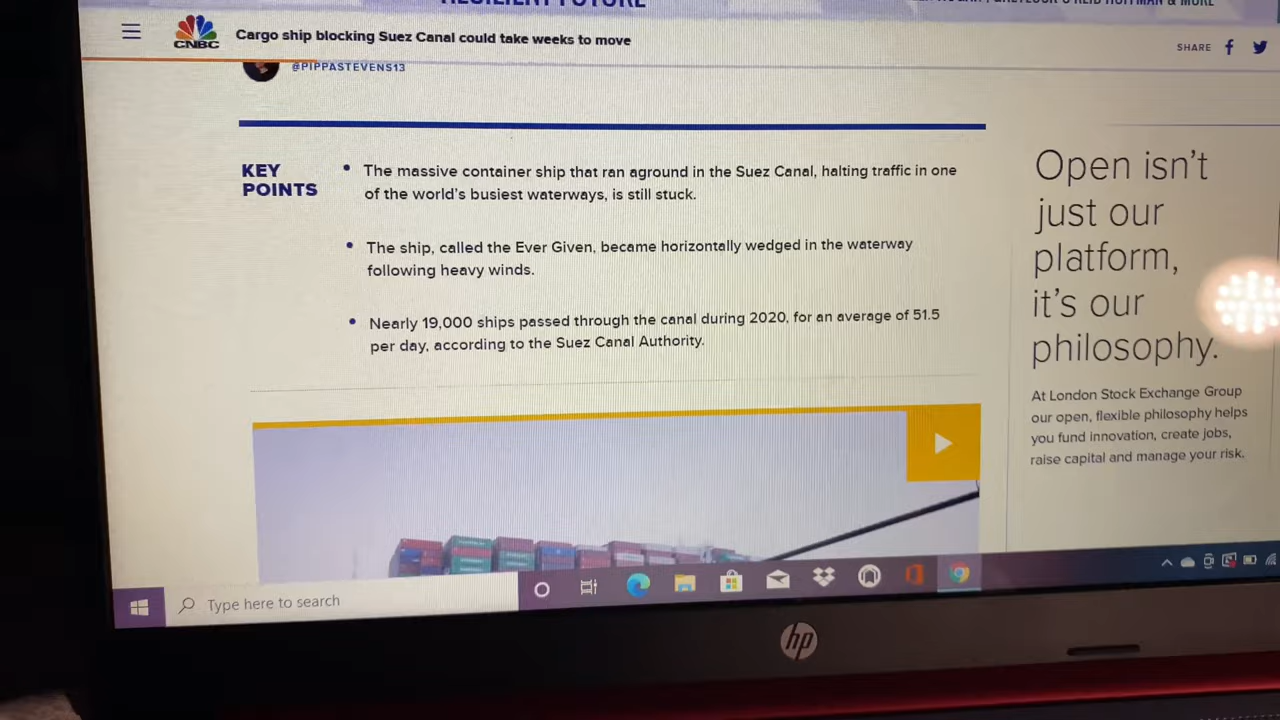 RESILIENT FUTURE
& MORE
CNBC
Cargo ship blocking Suez Canal could take weeks to move
SHARE
@PIPPASTEVENS13
KEY
POINTS
The massive container ship that ran aground in the Suez Canal, halting traffic in one
of the world's busiest waterways, is still stuck.
The ship, called the Ever Given, became horizontally wedged in the waterway
following heavy winds.
Nearly 19,000 ships passed through the canal during 2020, for an average of 51.5
per day, according to the Suez Canal Authority.
Open isn't
just our
platform,
it's our
philosophy.
At London Stock Exchange Group
our open, flexible philosophy helps
you fund innovation, create jobs,
raise capital and manage your risk.
Type here to search
hp